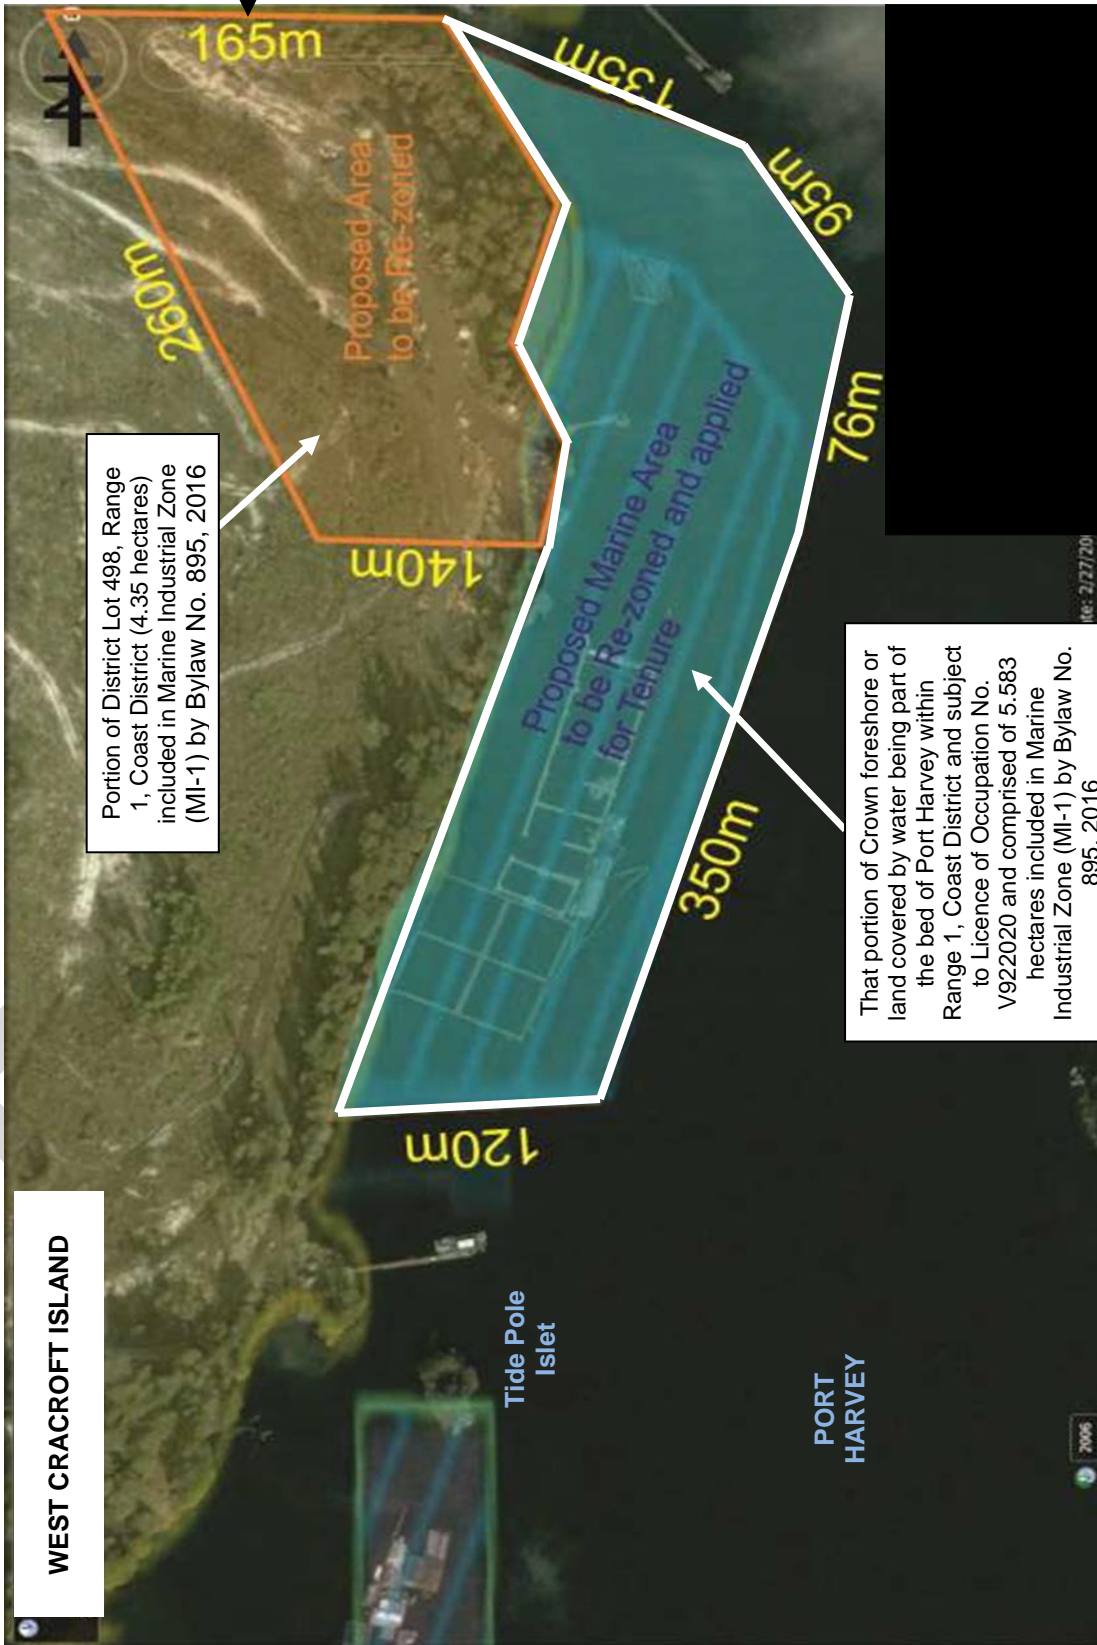 WEST CRACROFT ISLAND
Portion of District Lot 498, Range
1, Coast District (4.35 hectares)
included in Marine Industrial Zone
(MI-1) by Bylaw No. 895, 2016
N
165m
260m
140m
Proposed Area
to be Re-zoned
135m
95m
76m
350m
120m
Proposed Marine Area
to be Re-zoned and applied
for Tenure
That portion of Crown foreshore or
land covered by water being part of
the bed of Port Harvey within
Range 1, Coast District and subject
to Licence of Occupation No.
V922020 and comprised of 5.583
hectares included in Marine
Industrial Zone (MI-1) by Bylaw No.
895, 2016
Tide Pole
Islet
PORT
HARVEY
2006
te: 2/27/20